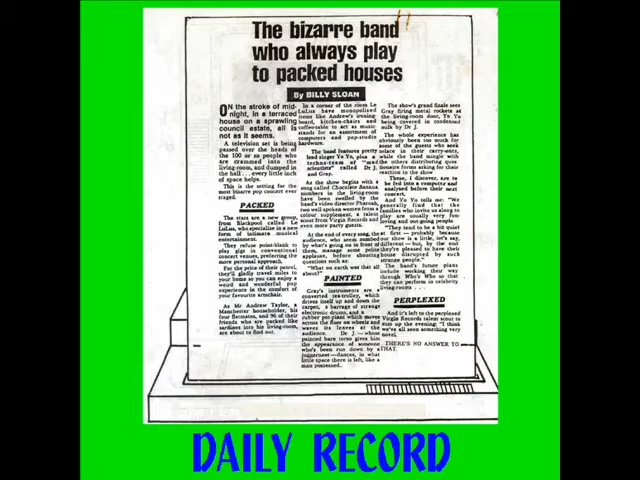 The bizarre band
who always play
to packed houses
By BILLY SLOAN
ON the stroke of mid-
night, in a terraced
house on a sprawling
council estate, all is
not as it seems.
A television set is being
passed over the heads of
the 100 or so people who
are crammed into the
living-room, and dumped in
the hall . . . every little inch
of space helps.
This is the setting for the
most bizarre pop concert ever
staged.
PACKED
The stars are a new group,
from Blackpool called Le
LuLus, who specialise in a new
form of intimate musical
entertainment.
They refuse point-blank to
play gigs in conventional
concert venues, preferring the
more personal approach.
For the price of their petrol,
they'll gladly travel miles to
your home so you can enjoy a
weird and wonderful pop
experience in the comfort of
your favourite armchair.
As Mr Andrew Taylor,
Manchester householder, his
four flatmates, and 96 of their
friends who are packed like
sardines into his living-room,
are about to find out.
In a corner of the room Le
LuLus have monopolised
items like Andrew's ironing-
board, kitchen-chairs and
coffee-table to act as music-
stands for an assortment of
computers and pop-studio
hardware.
The band features pretty
lead singer Yo Yo, plus a
techno-team of "mad
scientists" called Dr J.
and Gray.
As the show begins with a
song called Chocolate Banana,
numbers in the living-room
have been swelled by the
band's video director Pharoah,
two well spoken women from a
colour supplement, a talent
scout from Virgin Records and
even more party guests.
At the end of every song, the
audience, who seem numbed
by what's going on in front of
them, manage some polite
applause, before shouting
questions such as:
"What on earth was that all
about?"
PAINTED
Gray's instruments are a
converted tea-trolley, which
drives itself up and down the
carpet, a barrage of strange
electronic drums, and a
rubber pot plant which moves
across the floor on wheels and
waves its leaves at the
audience. Dr J. — whose
painted bare torso gives him
the appearance of someone
who's been run down by a
juggernaut — dances, in what
little space there is left, like a
man possessed.
The show's grand finale sees
Gray firing metal rockets at
the living-room door, Yo Yo
being covered in condensed
milk by Dr J.
The whole experience has
obviously been too much for
some of the guests who seek
solace in their carry-outs,
while the band mingle with
the others distributing ques-
tionaire forms asking for their
reaction to the show
These, I discover, are to
be fed into a computer and
analysed before their next
concert.
And Yo Yo tells me: "We
generally find that the
families who invite us along to
play are usually very fun-
loving and out-going people.
"They tend to be a bit quiet
at first — probably because
our show is a little, let's say,
different — but, by the end
they're pleased to have their
house disrupted by such
strange people."
The band's future plans
include working their way
through Who's Who so that
they can perform in celebrity
living-rooms . . .
PERPLEXED
And it's left to the perplexed
Virgin Records talent scout to
sum up the evening: "I think
we've all seen something very
novel.
THERE'S NO ANSWER TO
THAT.
DAILY RECORD